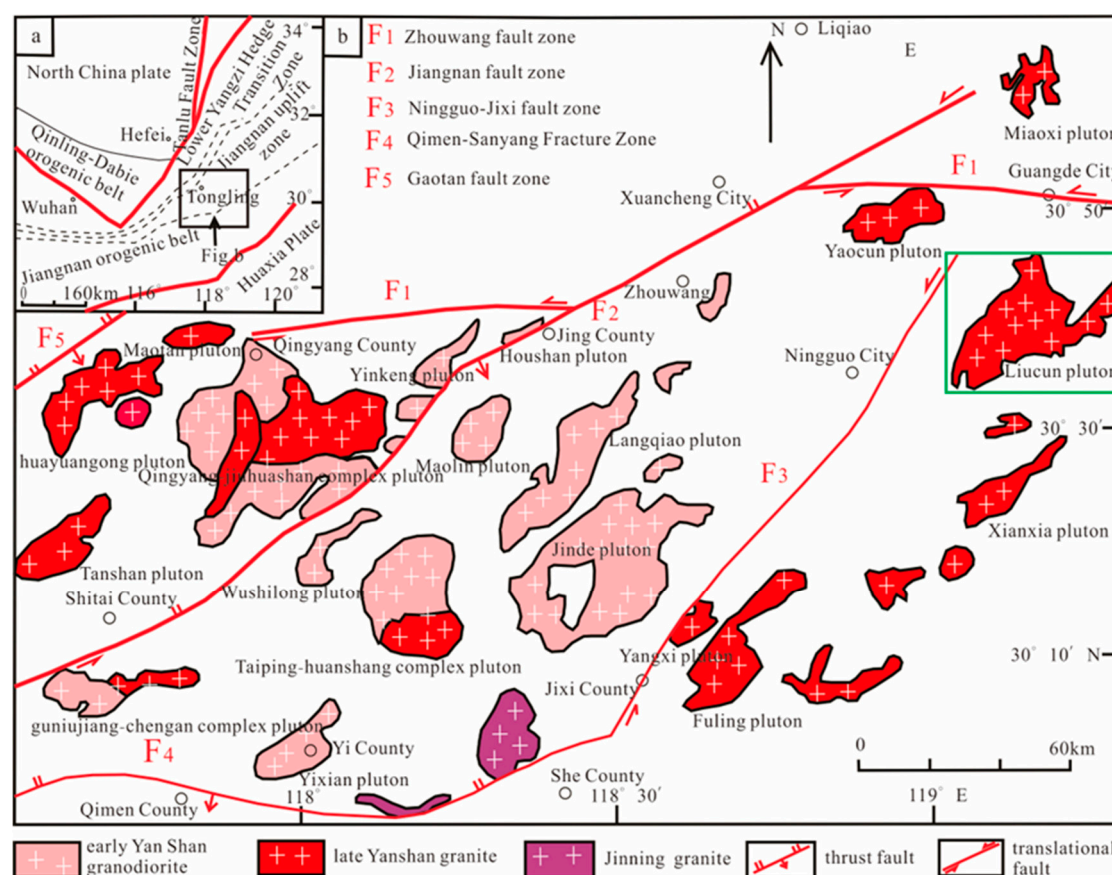 a
North China plate
Hefei
Qinling-Dabie
orogenic belt
Wuhan
Tanlu Fault Zone
Lower Yangzi Hedge
Transition
Zone
Jiangnan uplift
zone
Tongling
Fig b
Jiangnan orogenic belt
Huaxia Plate
34°
32°
30°
28°
0 160km 116° 118° 120°
b
F1 Zhouwang fault zone
F2 Jiangnan fault zone
F3 Ningguo-Jixi fault zone
F4 Qimen-Sanyang Fracture Zone
F5 Gaotan fault zone
N
Liqiao
E
Miaoxi pluton
F1
Guangde City
30° 50
Xuancheng City
Yaocun pluton
Zhouwang
F1
F2
Jing County
Houshan pluton
Ningguo City
Liucun pluton
F5
Maotan pluton
Qingyang County
Yinkeng pluton
30° 30′
huayuangong pluton
Qingyang-jiuhuashan complex pluton
Maolin pluton
Langqiao pluton
F3
Xianxia pluton
Tanshan pluton
Jinde pluton
Shitai County
Wushilong pluton
Taiping-huanshang complex pluton
Yangxi pluton
30° 10′ N
Jixi County
guniujiang-chengan complex pluton
Fuling pluton
F4
Yi County
Yixian pluton
She County
0 60km
Qimen County
118°
118° 30′
119° E
early Yan Shan
granodiorite
late Yanshan granite
Jinning granite
thrust fault
translational
fault